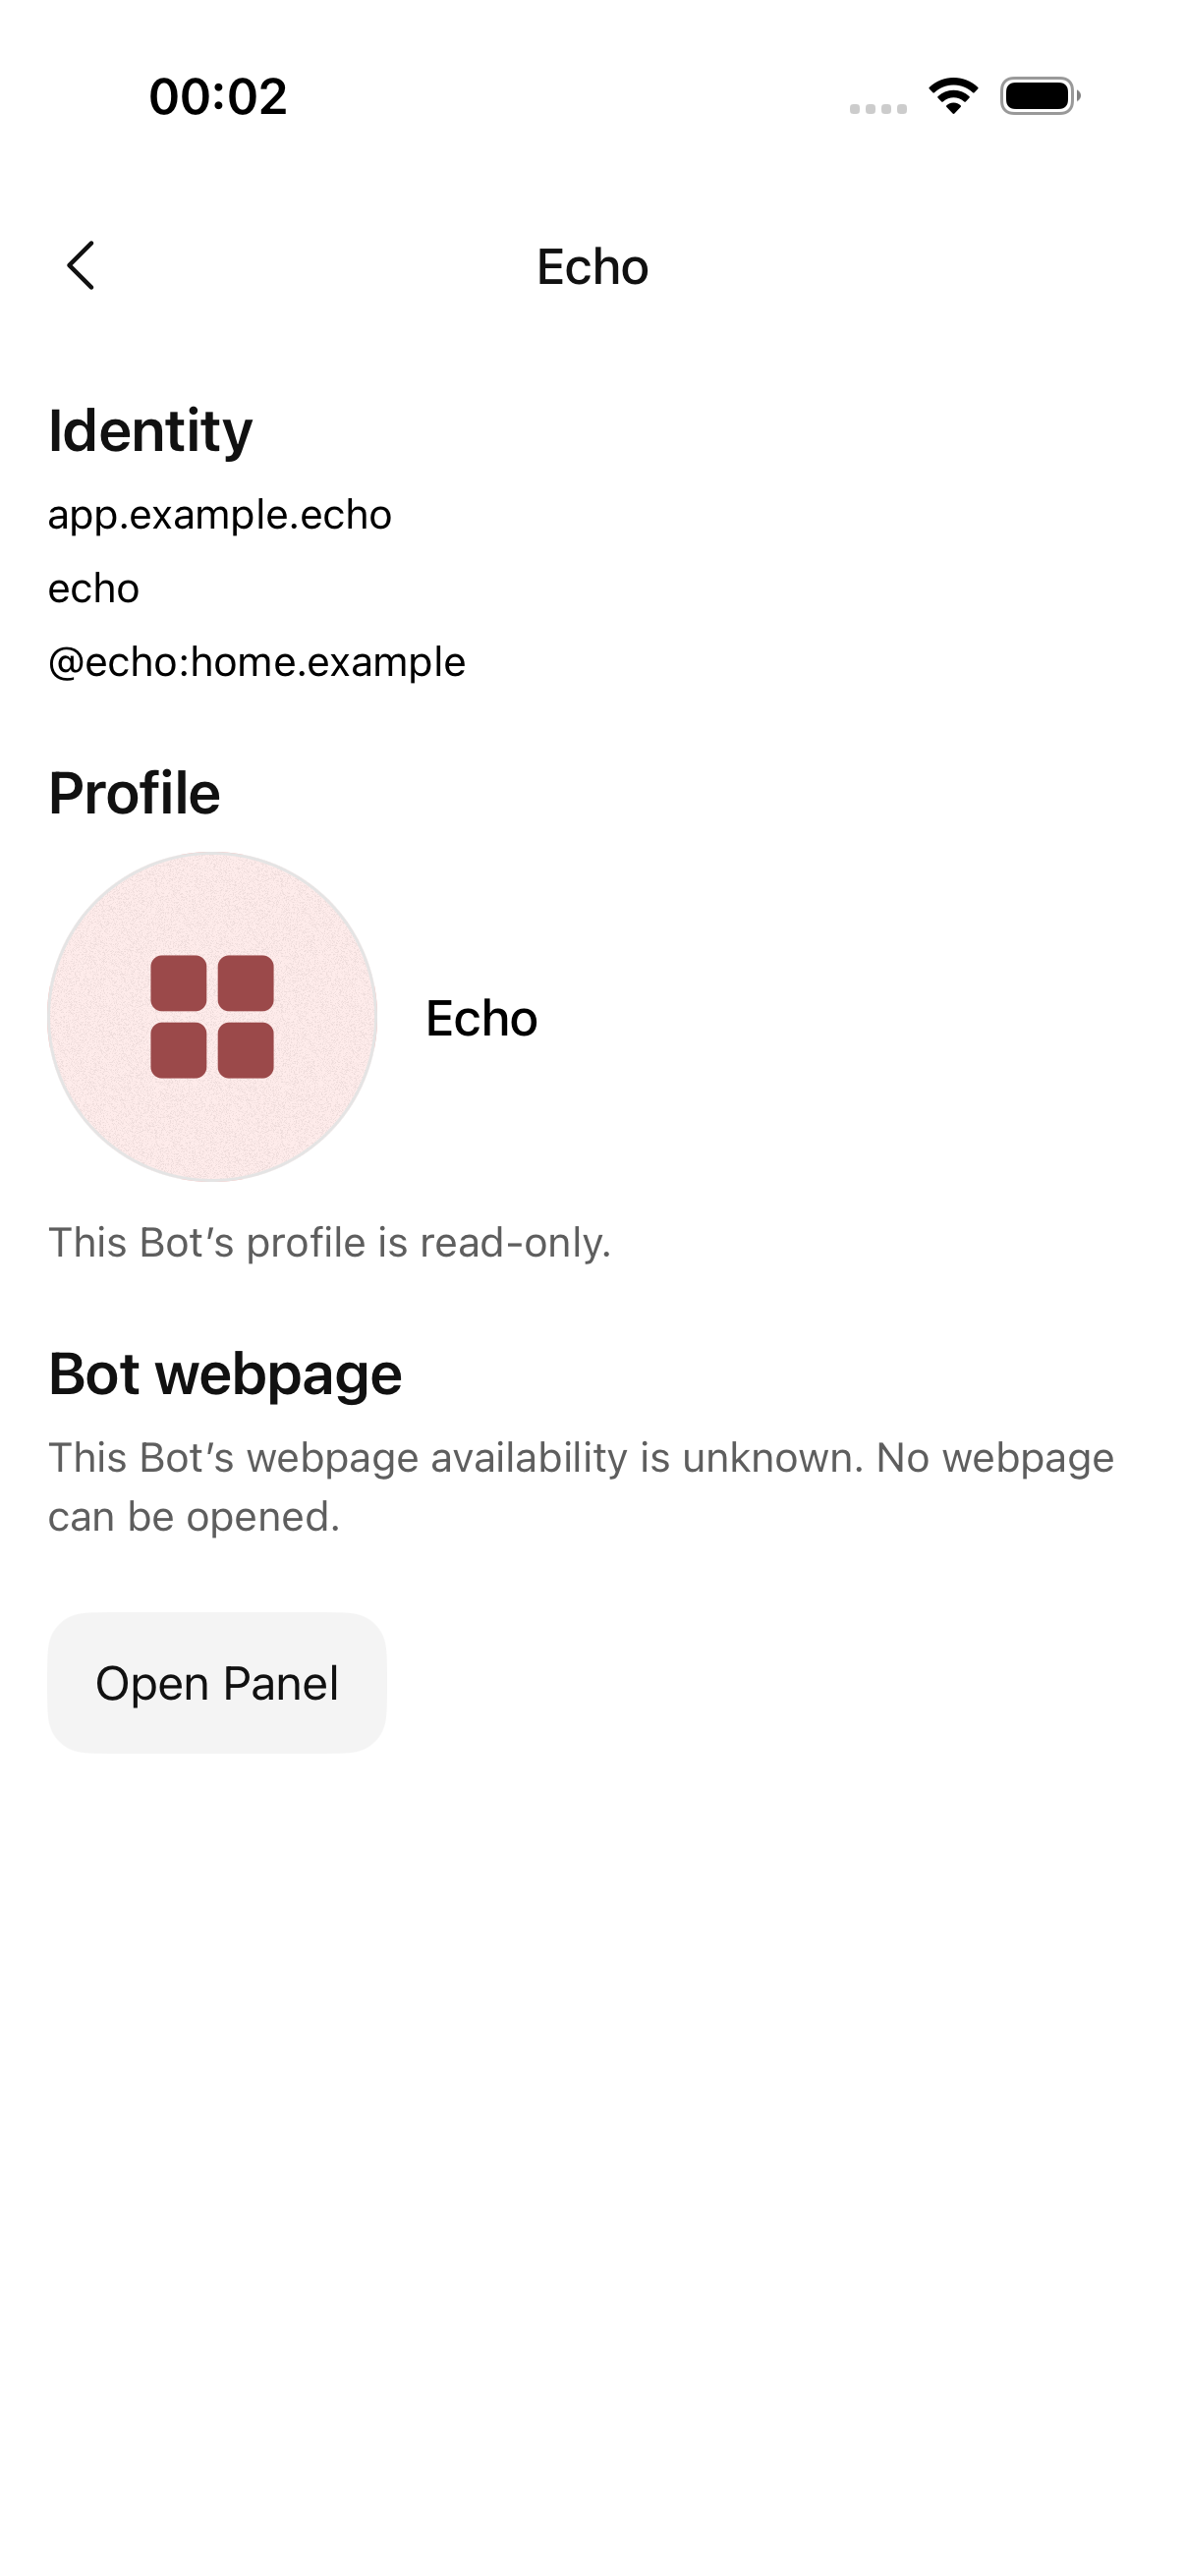 00:02
Echo
Identity
app.example.echo
echo
@echo:home.example
Profile
Echo
This Bot’s profile is read-only.
Bot webpage
This Bot’s webpage availability is unknown. No webpage
can be opened.
Open Panel